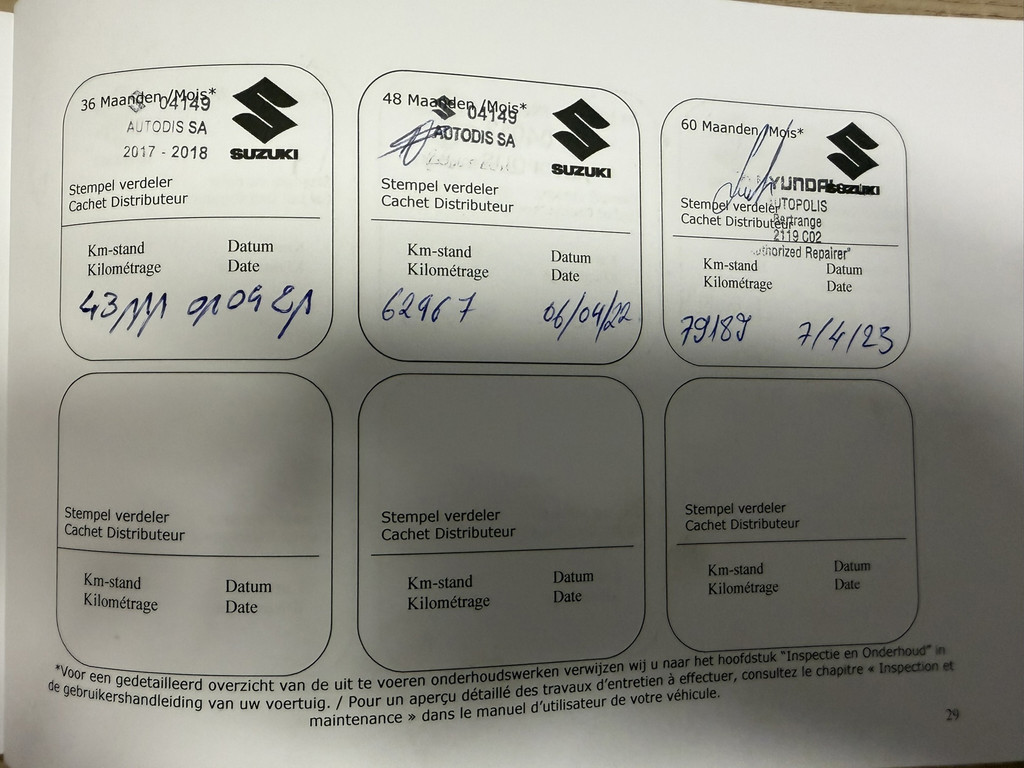 36 Maanden /Mois*
04149
AUTODIS SA
2017 - 2018
SUZUKI
Stempel verdeler
Cachet Distributeur
Km-stand Datum
Kilométrage Date
48 Maanden /Mois*
04149
AUTODIS SA
SUZUKI
Stempel verdeler
Cachet Distributeur
Km-stand Datum
Kilométrage Date
62967 06/04/22
60 Maanden /Mois*
SUZUKI
HYUNDAI
AUTOPOLIS
Stempel verdeler
Bertrange
Cachet Distributeur
2119 C02
Authorized Repairer*
Km-stand Datum
Kilométrage Date
79189 7/4/23
Stempel verdeler
Cachet Distributeur
Km-stand Datum
Kilométrage Date
Stempel verdeler
Cachet Distributeur
Km-stand Datum
Kilométrage Date
Stempel verdeler
Cachet Distributeur
Km-stand Datum
Kilométrage Date
*Voor een gedetailleerd overzicht van de uit te voeren onderhoudswerken verwijzen wij u naar het hoofdstuk "Inspectie en Onderhoud" in
de gebruikershandleiding van uw voertuig. / Pour un aperçu détaillé des travaux d'entretien à effectuer, consultez le chapitre « Inspection et
maintenance » dans le manuel d'utilisateur de votre véhicule.
29